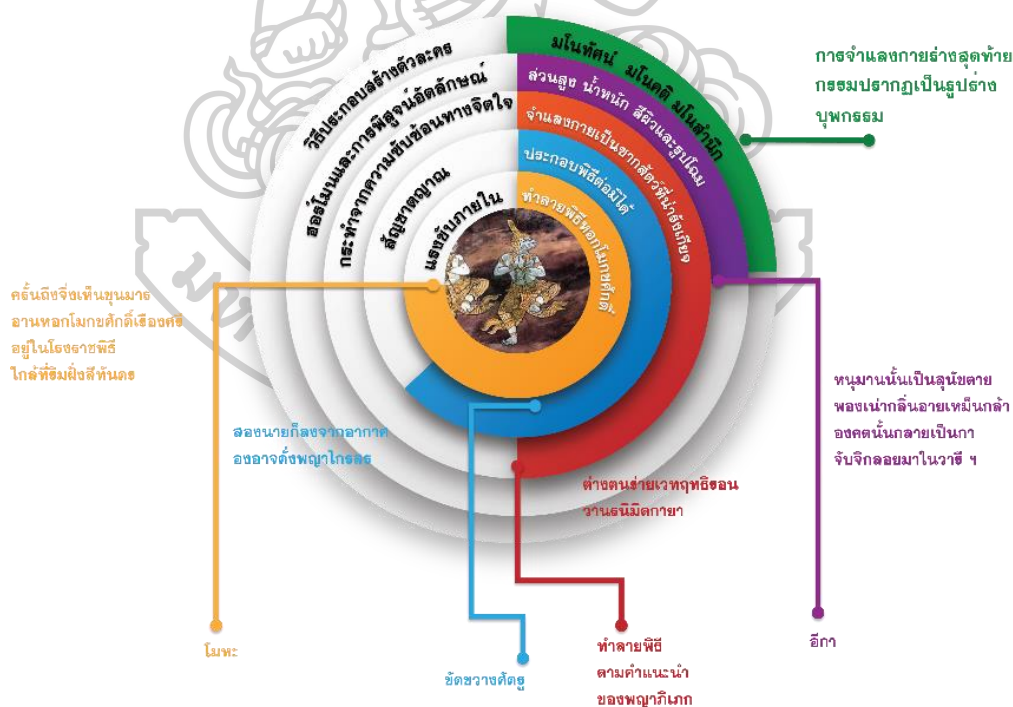 วิธีประกอบสร้างตัวละคร
ฮอร์โมนและการพิสูจน์อัตลักษณ์
กระทำจากความซับซ้อนทางจิตใจ
สัญชาตญาณ
แรงขับภายใน
มโนทัศน์ มโนคติ มโนสำนึก
ส่วนสูง น้ำหนัก สีผิวและรูปโฉม
จำแลงกายเป็นซากสัตว์ที่น่ารังเกียจ
ประกอบพิธีต่อมิได้
ทำลายพิธีหอกโมกขศักดิ์
การจำแลงกายร่างสุดท้าย
กรรมปรากฏเป็นรูปร่าง
บุพกรรม
ครั้นถึงจึ่งเห็นขุนมาร
อานหอกโมกขศักดิ์เรืองศรี
อยู่ในโรงราชพิธี
ใกล้ที่ริมฝั่งสีทันดร
สองนายก็ลงจากอากาศ
องอาจดั่งพญาไกรสร
ต่างตนร่ายเวทฤทธิรอน
วานรนิมิตกายา
หนุมานนั้นเป็นสุนัขตาย
พองเน่ากลิ่นอายเหม็นกล้า
องคตนั้นกลายเป็นกา
จับจิกลอยมาในวารี ฯ
โมหะ
ขัดขวางศัตรู
ทำลายพิธี
ตามคำแนะนำ
ของพญาภิเภก
อีกา